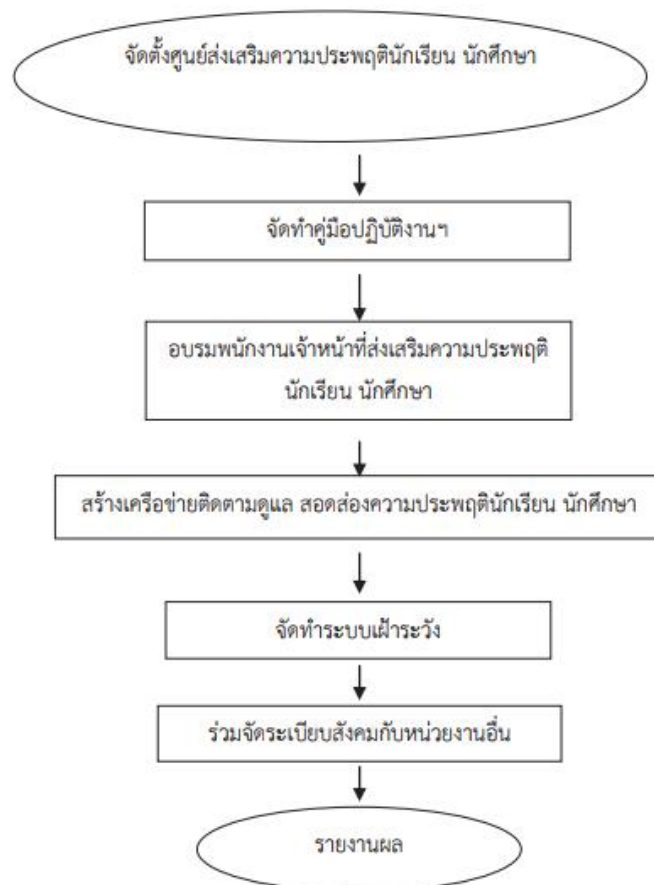 จัดตั้งศูนย์ส่งเสริมความประพฤตินักเรียน นักศึกษา
จัดทำคู่มือปฏิบัติงานฯ
อบรมพนักงานเจ้าหน้าที่ส่งเสริมความประพฤติ
นักเรียน นักศึกษา
สร้างเครือข่ายติดตามดูแล สอดส่องความประพฤตินักเรียน นักศึกษา
จัดทำระบบเฝ้าระวัง
ร่วมจัดระเบียบสังคมกับหน่วยงานอื่น
รายงานผล